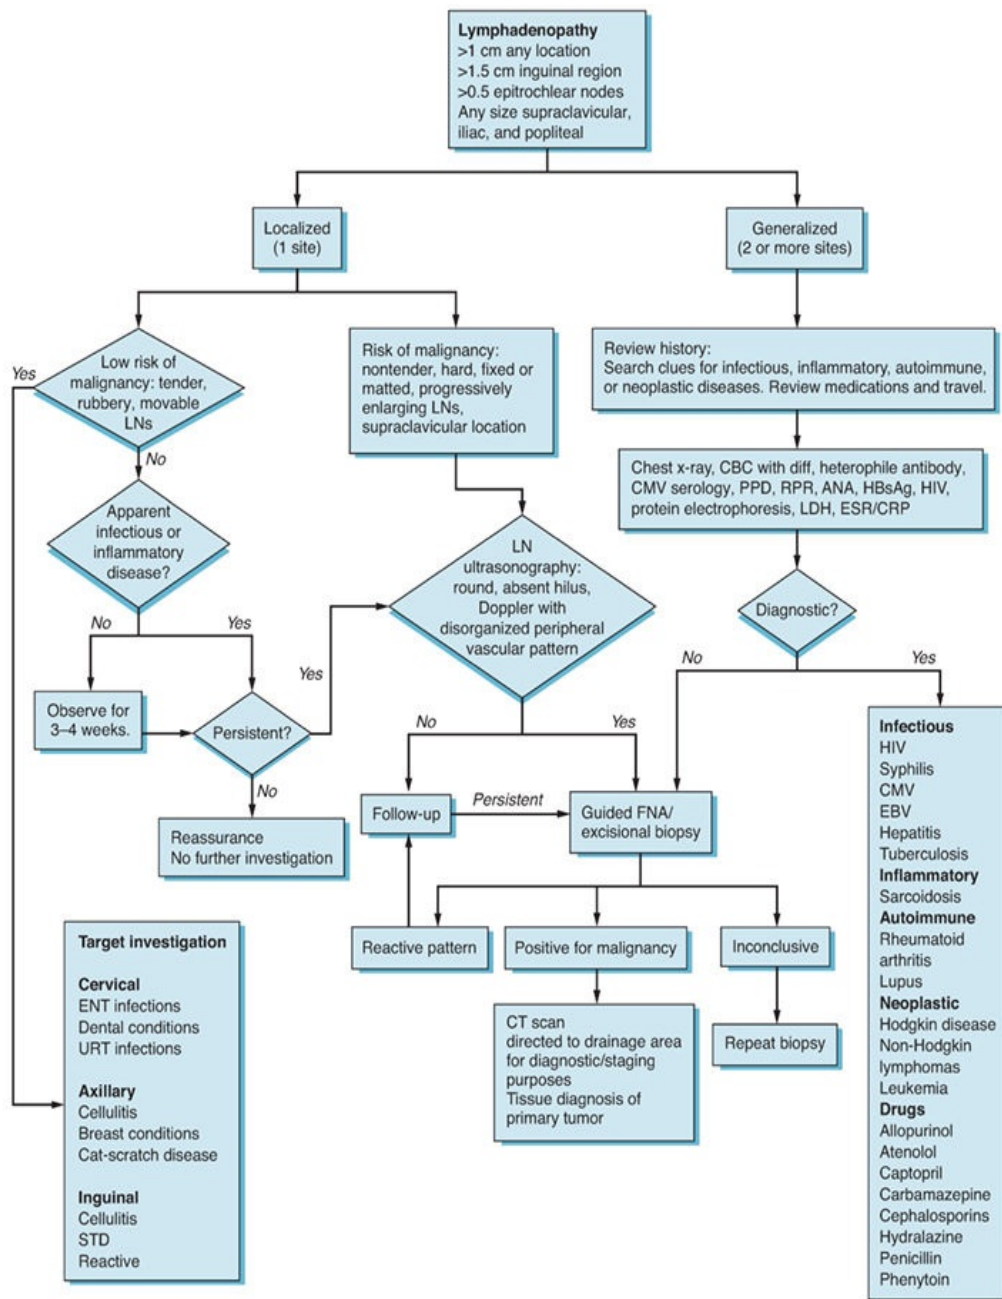 Lymphadenopathy
>1 cm any location
>1.5 cm inguinal region
>0.5 epitrochlear nodes
Any size supraclavicular,
iliac, and popliteal
Localized
(1 site)
Generalized
(2 or more sites)
Yes
Low risk of
malignancy: tender,
rubbery, movable
LNs
Risk of malignancy:
nontender, hard, fixed or
matted, progressively
enlarging LNs,
supraclavicular location
Review history:
Search clues for infectious, inflammatory, autoimmune,
or neoplastic diseases. Review medications and travel.
No
Chest x-ray, CBC with diff, heterophile antibody,
CMV serology, PPD, RPR, ANA, HBsAg, HIV,
protein electrophoresis, LDH, ESR/CRP
Apparent
infectious or
inflammatory
disease?
LN
ultrasonography:
round, absent hilus,
Doppler with
disorganized peripheral
vascular pattern
Diagnostic?
No
Yes
Yes
No
Yes
Observe for
3–4 weeks.
Persistent?
No
Yes
No
Reassurance
No further investigation
Follow-up
Persistent
Guided FNA/
excisional biopsy
Reactive pattern
Positive for malignancy
Inconclusive
CT scan
directed to drainage area
for diagnostic/staging
purposes
Tissue diagnosis of
primary tumor
Repeat biopsy
Target investigation
Cervical
ENT infections
Dental conditions
URT infections
Axillary
Cellulitis
Breast conditions
Cat-scratch disease
Inguinal
Cellulitis
STD
Reactive
Infectious
HIV
Syphilis
CMV
EBV
Hepatitis
Tuberculosis
Inflammatory
Sarcoidosis
Autoimmune
Rheumatoid
arthritis
Lupus
Neoplastic
Hodgkin disease
Non-Hodgkin
lymphomas
Leukemia
Drugs
Allopurinol
Atenolol
Captopril
Carbamazepine
Cephalosporins
Hydralazine
Penicillin
Phenytoin